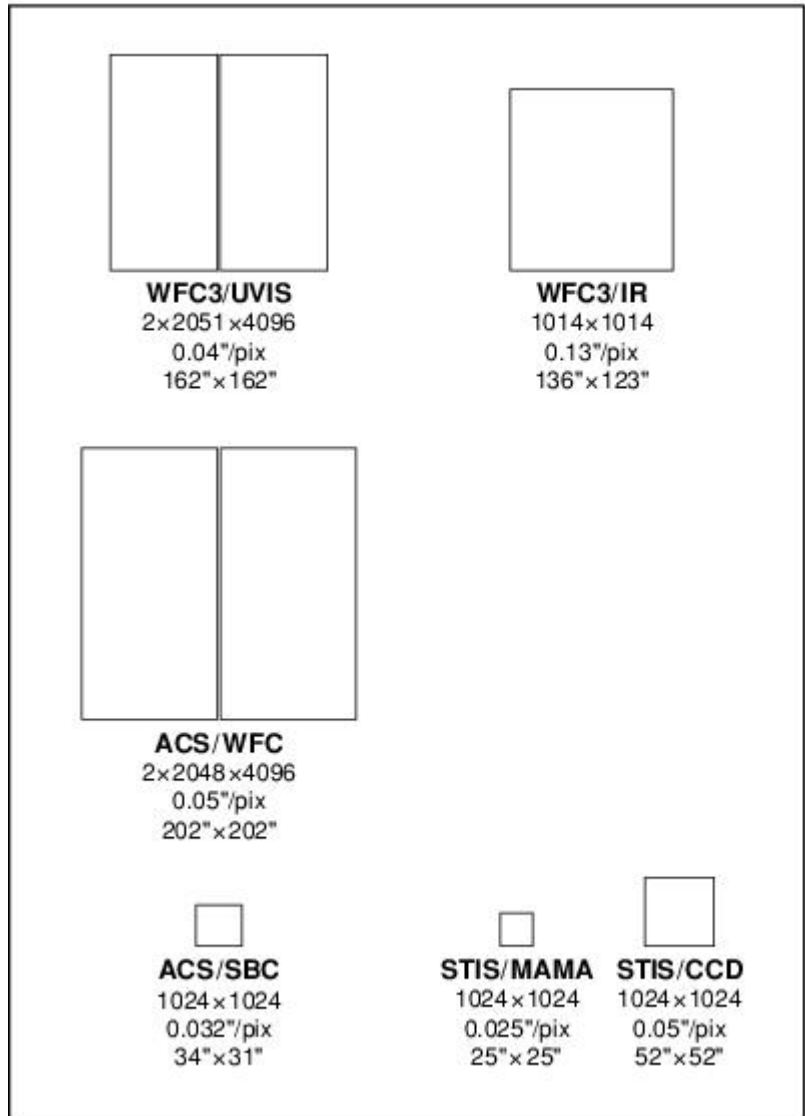 WFC3/UVIS
2×2051×4096
0.04"/pix
162"×162"
WFC3/IR
1014×1014
0.13"/pix
136"×123"
ACS/WFC
2×2048×4096
0.05"/pix
202"×202"
ACS/SBC
1024×1024
0.032"/pix
34"×31"
STIS/MAMA
1024×1024
0.025"/pix
25"×25"
STIS/CCD
1024×1024
0.05"/pix
52"×52"